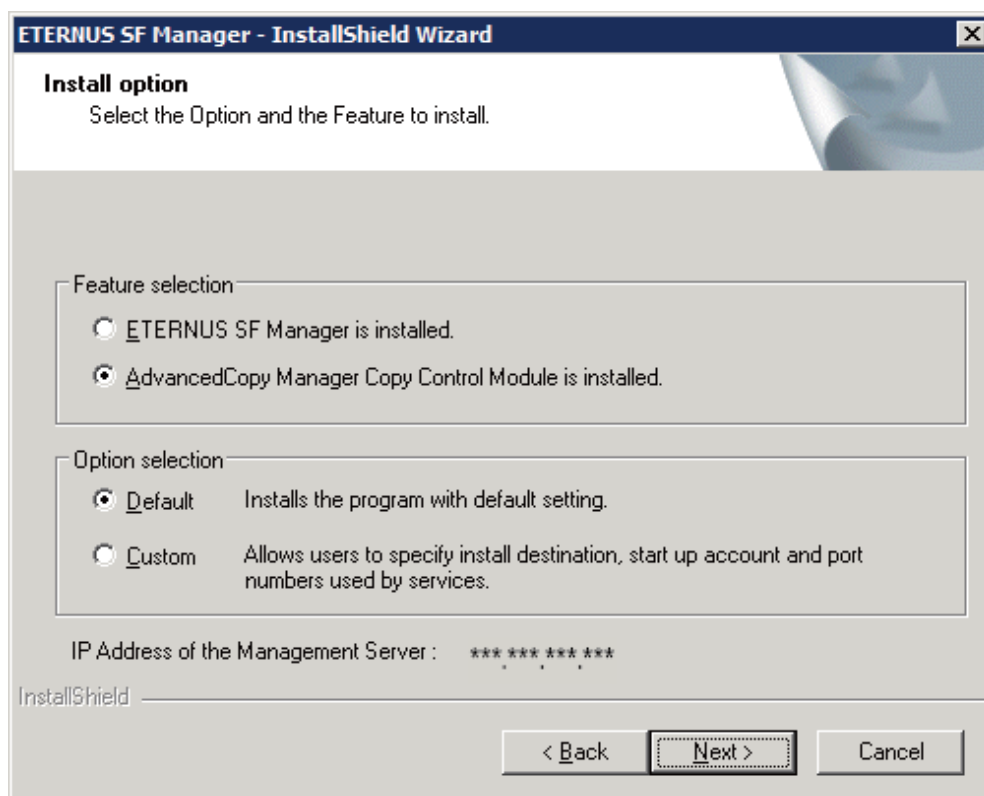 ETERNUS SF Manager - InstallShield Wizard
Install option
Select the Option and the Feature to install.
Feature selection
ETERNUS SF Manager is installed.
AdvancedCopy Manager Copy Control Module is installed.
Option selection
Default Installs the program with default setting.
Custom Allows users to specify install destination, start up account and port
numbers used by services.
IP Address of the Management Server : ***.***.***.***
InstallShield
< Back Next > Cancel